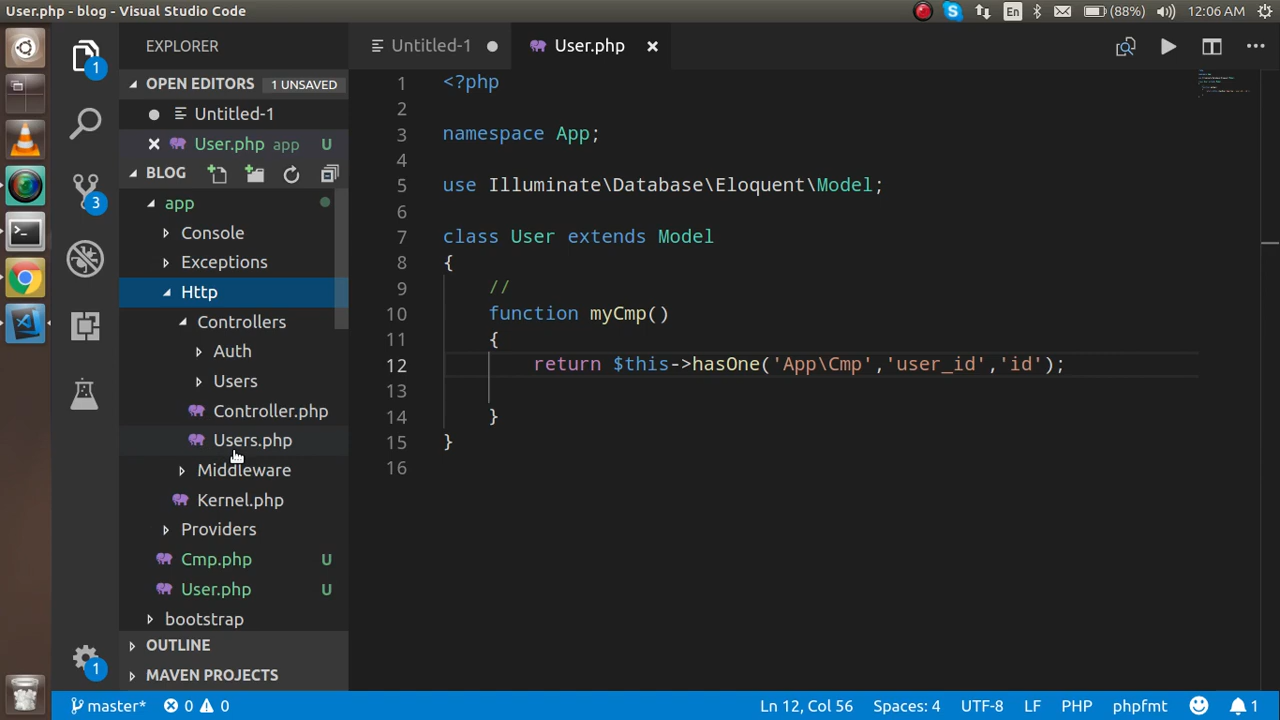 User.php - blog - Visual Studio Code
En
(88%)
12:06 AM
EXPLORER
Untitled-1
User.php
1
OPEN EDITORS
1 UNSAVED
Untitled-1
User.php app U
BLOG
3
app
Console
Exceptions
Http
Controllers
Auth
Users
Controller.php
Users.php
Middleware
Kernel.php
Providers
Cmp.php U
User.php U
bootstrap
OUTLINE
MAVEN PROJECTS
1
1 <?php
2
3 namespace App;
4
5 use Illuminate\Database\Eloquent\Model;
6
7 class User extends Model
8 {
9 //
10 function myCmp()
11 {
12 return $this->hasOne('App\Cmp','user_id','id');
13
14 }
15 }
16
master* 0 0
Ln 12, Col 56
Spaces: 4
UTF-8
LF
PHP
phpfmt
1